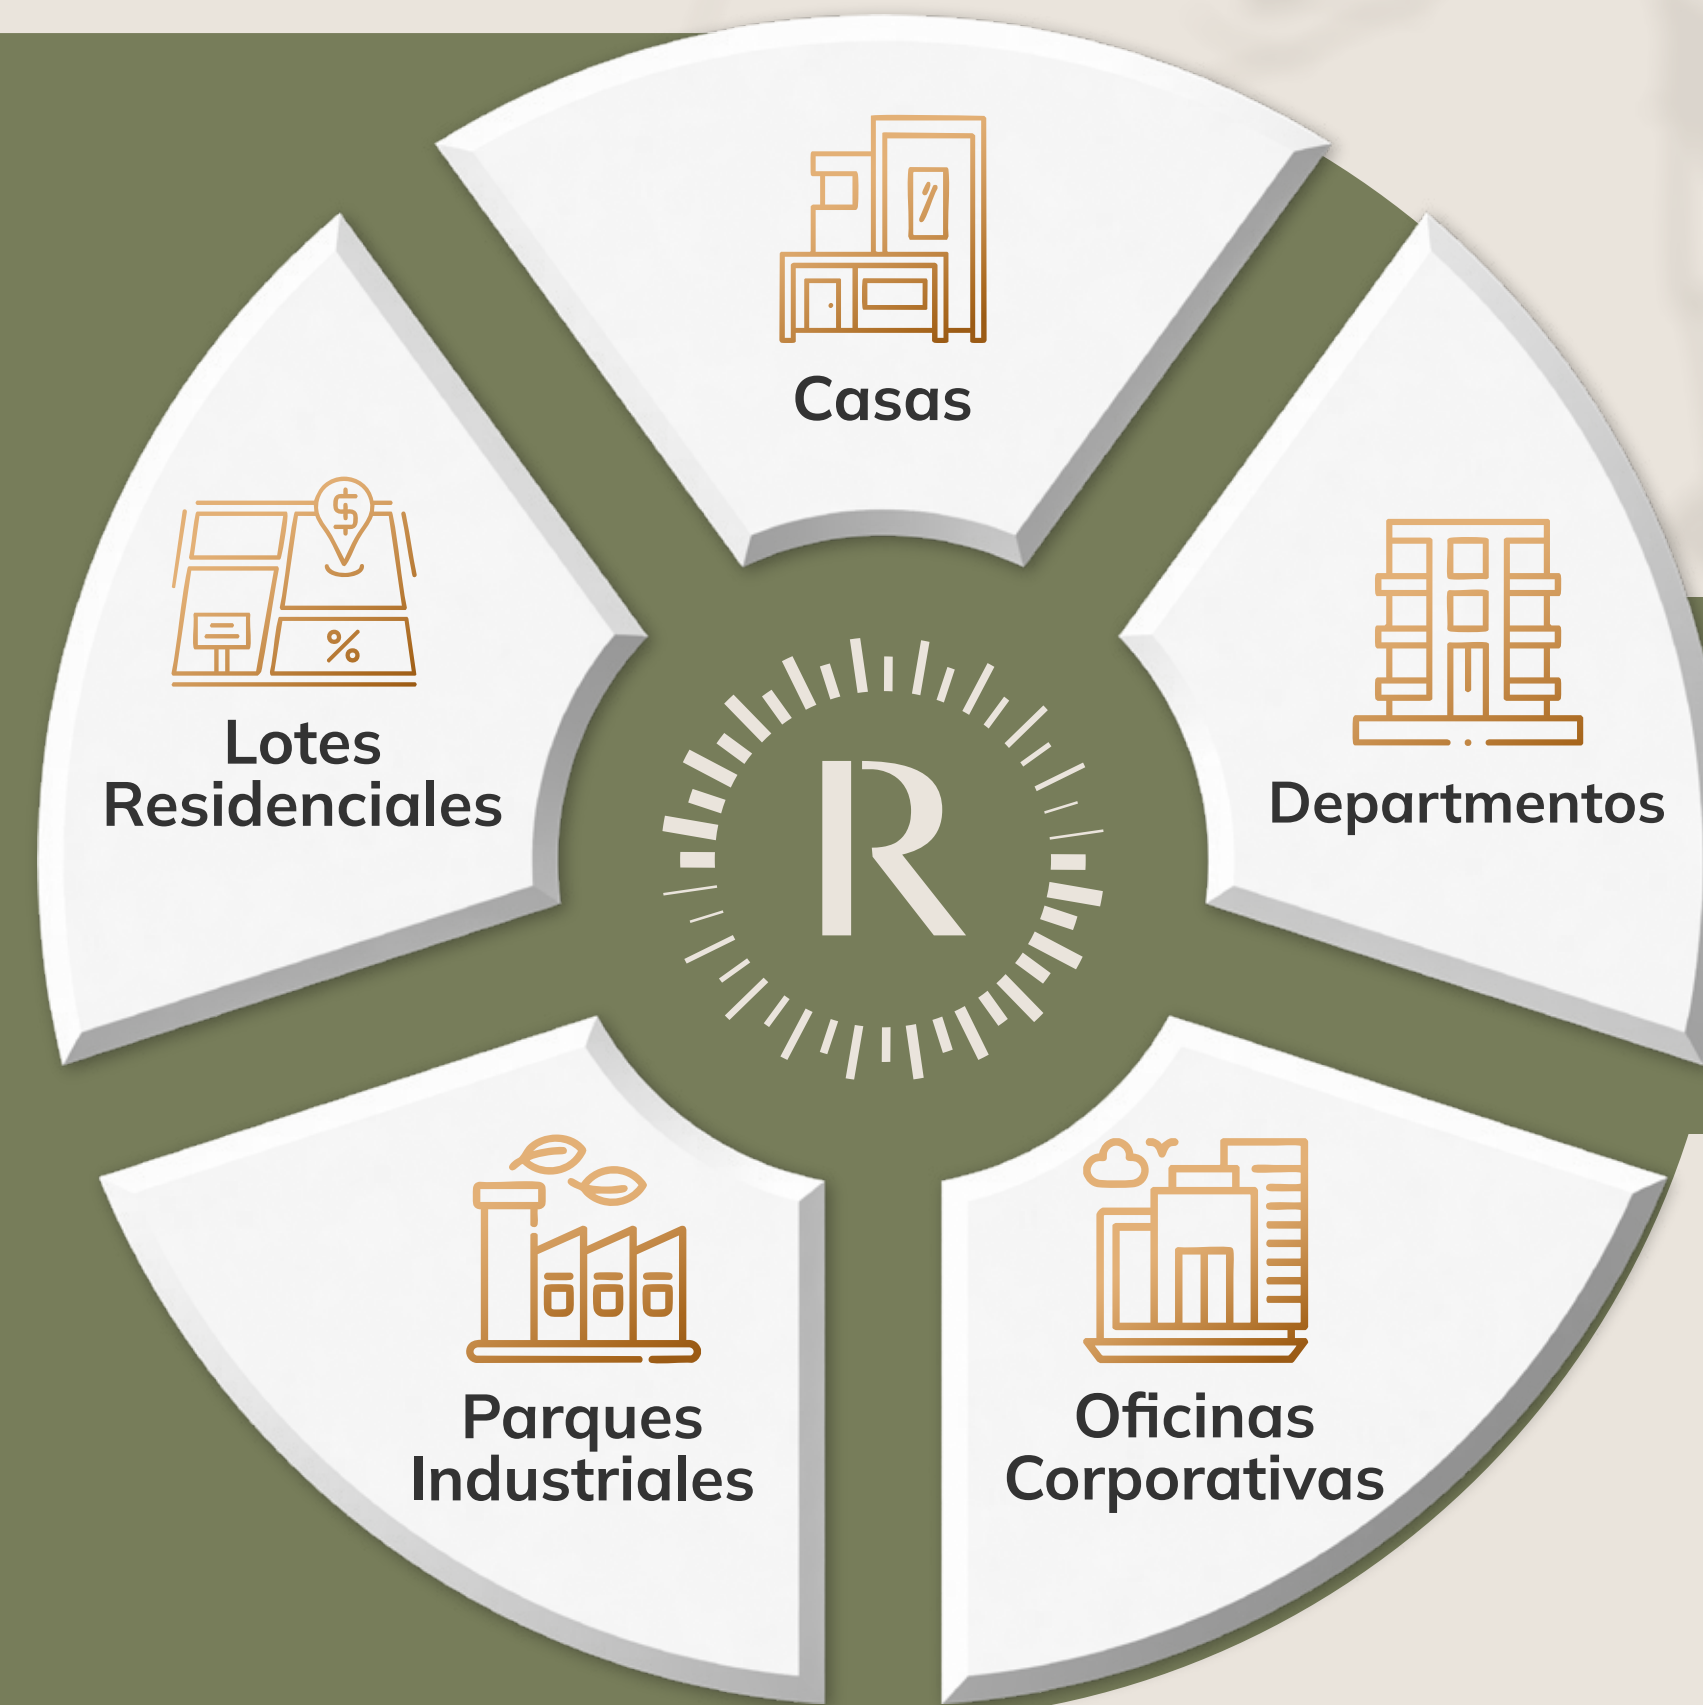 Casas
$
%
Lotes
Residenciales
Departmentos
R
Parques
Industriales
Oficinas
Corporativas